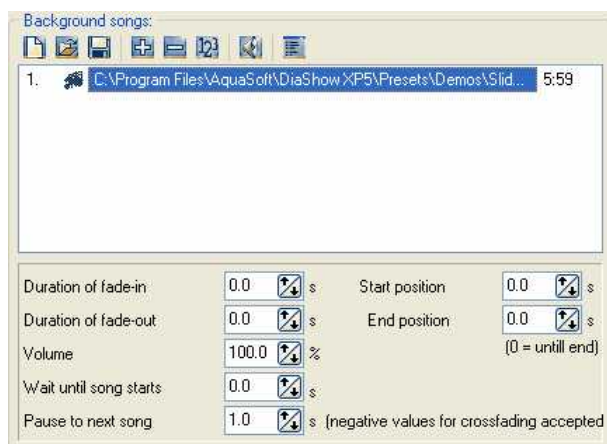 Background songs:
123
1. C:\Program Files\AquaSoft\DiaShow XP5\Presets\Demos\Slid... 5:59
Duration of fade-in 0.0 s Start position 0.0 s
Duration of fade-out 0.0 s End position 0.0 s
Volume 100.0 % (0 = untill end)
Wait until song starts 0.0 s
Pause to next song 1.0 s (negative values for crossfading accepted